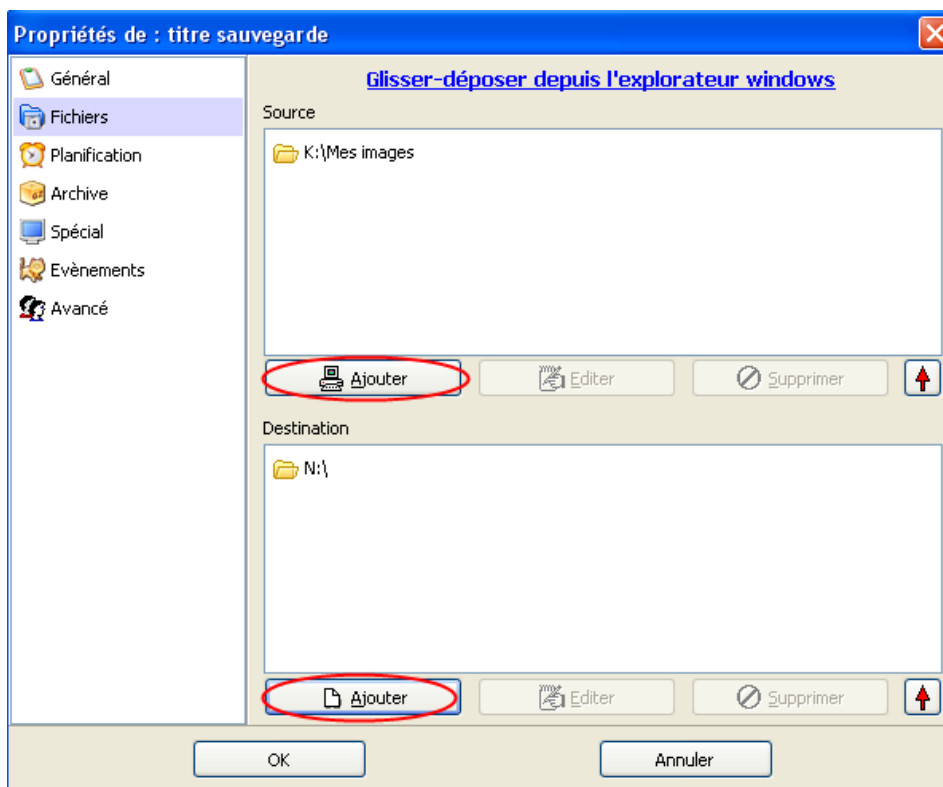 Propriétés de : titre sauvegarde
Général
Fichiers
Planification
Archive
Spécial
Evènements
Avancé
Glisser-déposer depuis l'explorateur windows
Source
K:\Mes images
Ajouter
Editer
Supprimer
Destination
N:\
Ajouter
Editer
Supprimer
OK
Annuler